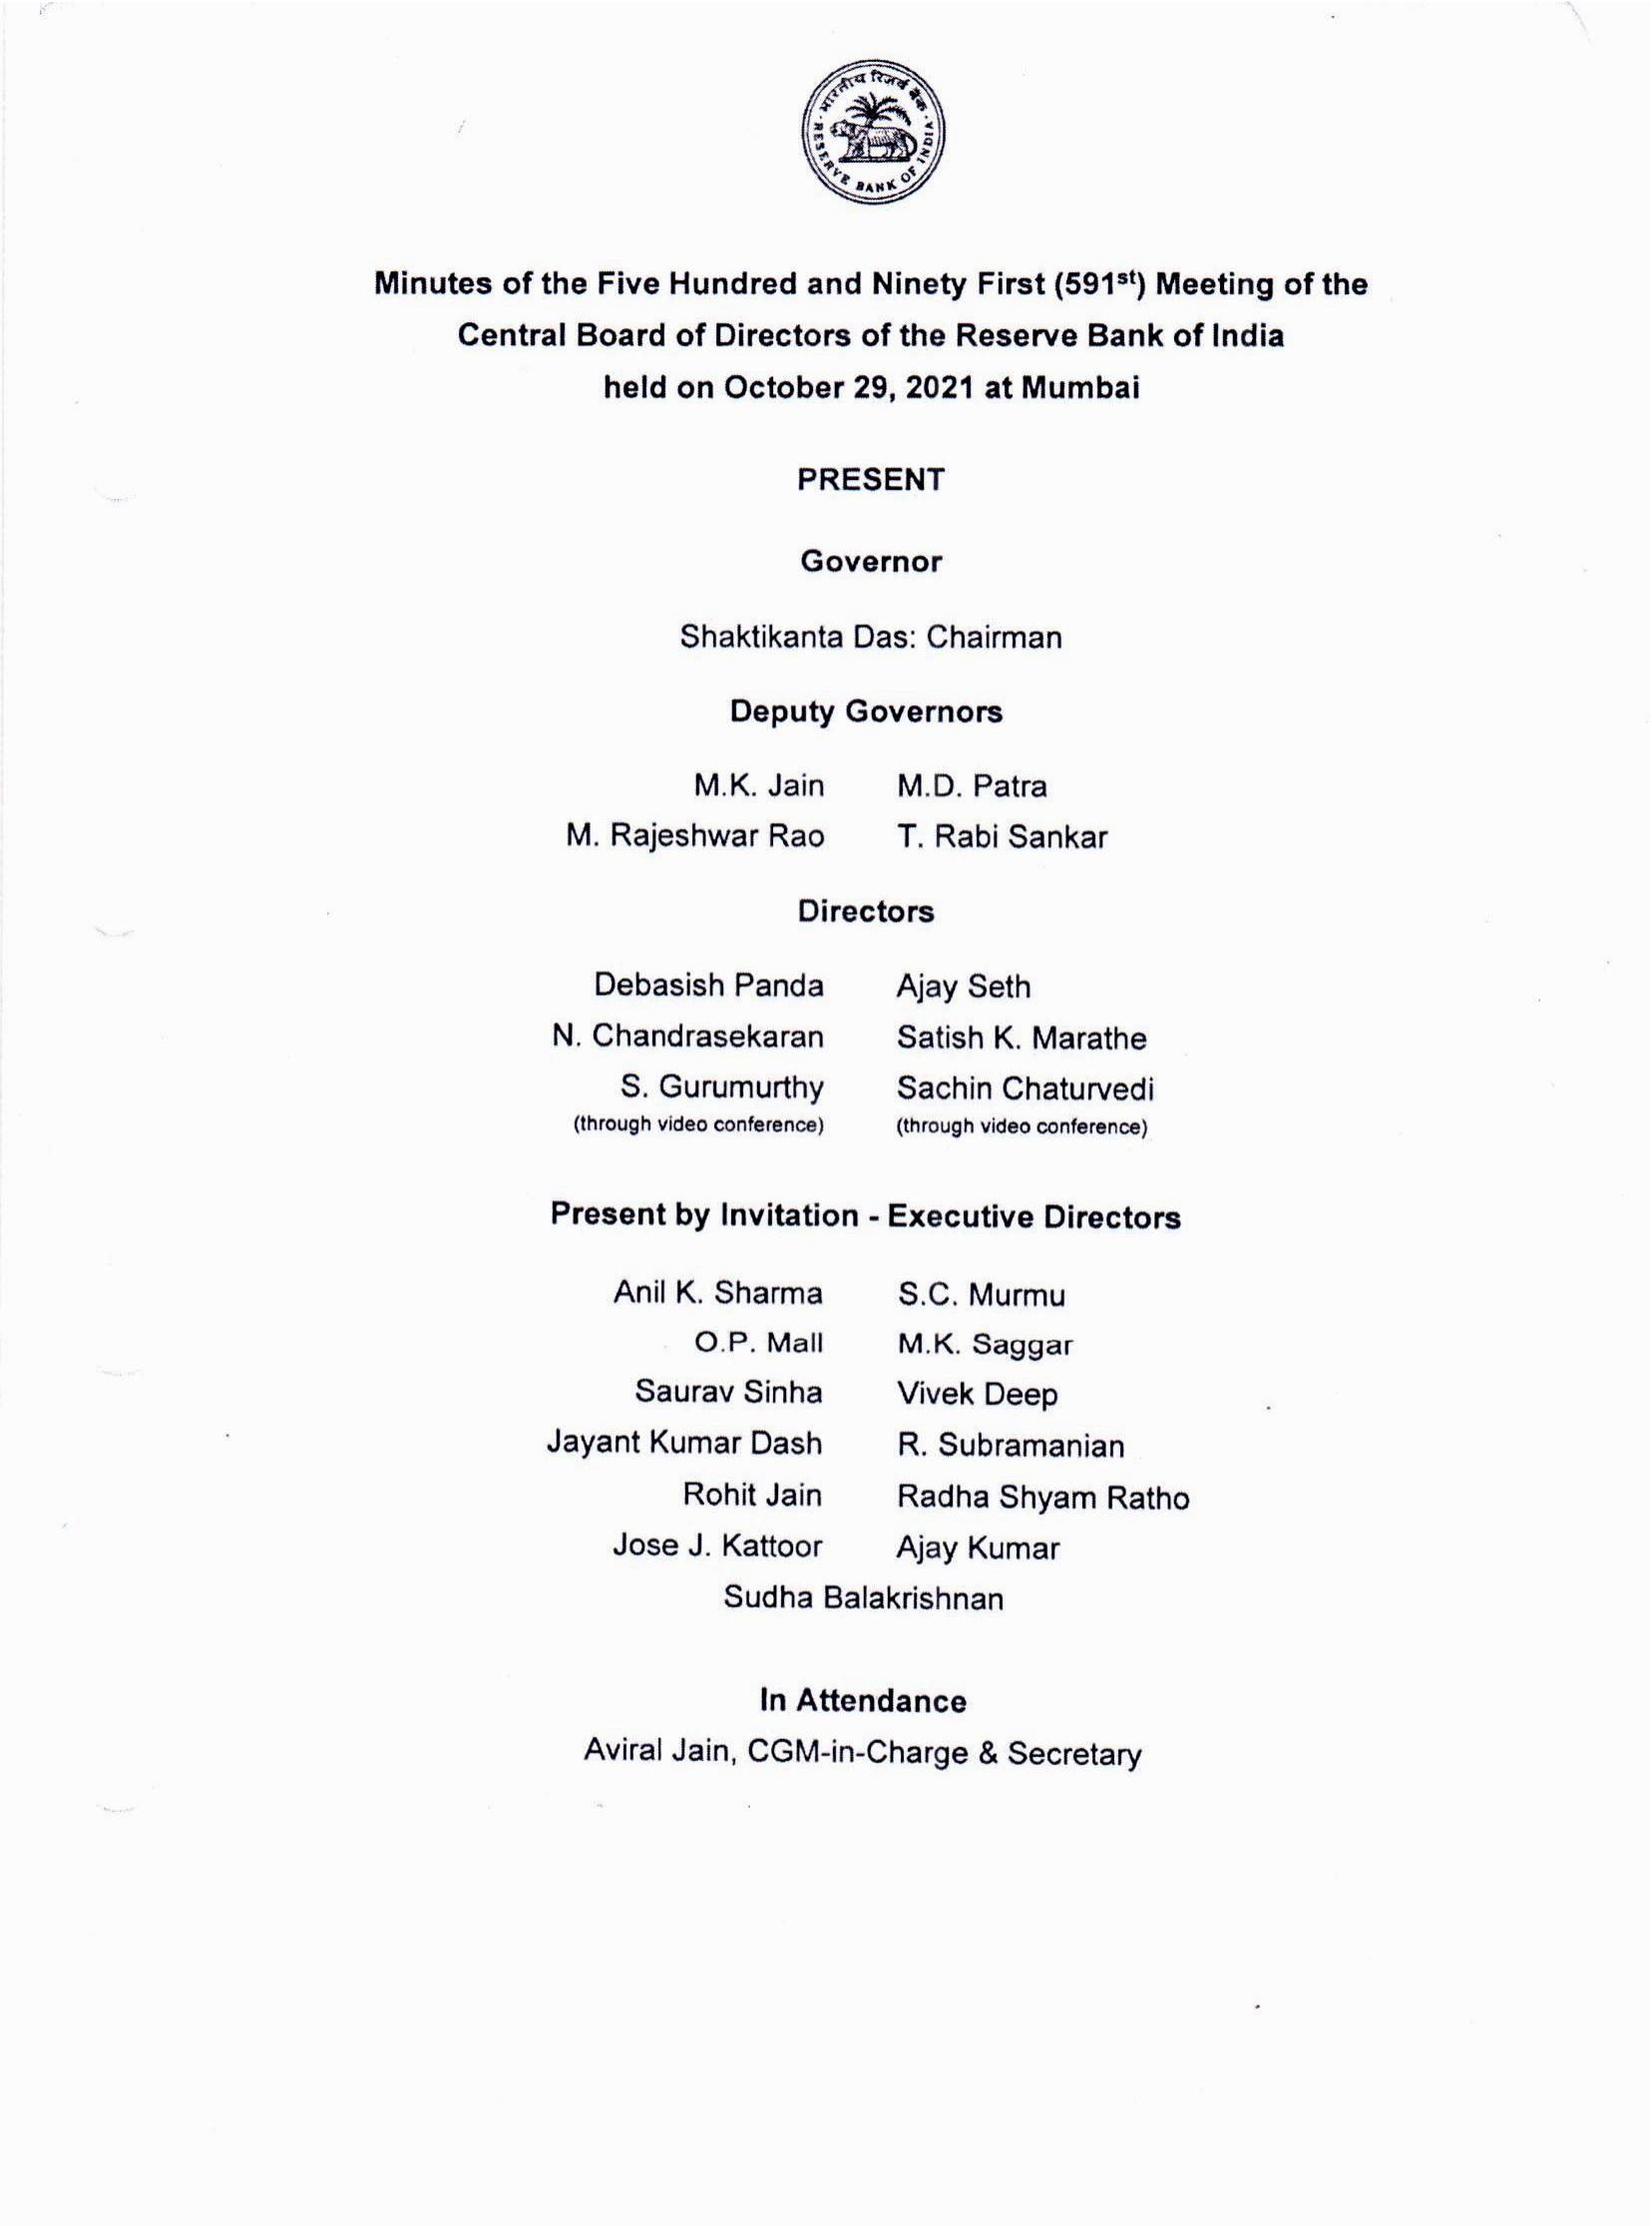 भारतीय रिज़र्व बैंक
RESERVE BANK OF INDIA
Minutes of the Five Hundred and Ninety First (591st) Meeting of the
Central Board of Directors of the Reserve Bank of India
held on October 29, 2021 at Mumbai
PRESENT
Governor
Shaktikanta Das: Chairman
Deputy Governors
M.K. Jain M.D. Patra
M. Rajeshwar Rao T. Rabi Sankar
Directors
Debasish Panda Ajay Seth
N. Chandrasekaran Satish K. Marathe
S. Gurumurthy Sachin Chaturvedi
(through video conference) (through video conference)
Present by Invitation - Executive Directors
Anil K. Sharma S.C. Murmu
O.P. Mall M.K. Saggar
Saurav Sinha Vivek Deep
Jayant Kumar Dash R. Subramanian
Rohit Jain Radha Shyam Ratho
Jose J. Kattoor Ajay Kumar
Sudha Balakrishnan
In Attendance
Aviral Jain, CGM-in-Charge & Secretary